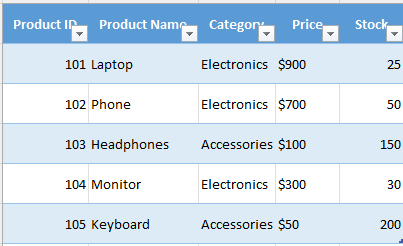 Product ID Product Name Category Price Stock
101 Laptop Electronics $900 25
102 Phone Electronics $700 50
103 Headphones Accessories $100 150
104 Monitor Electronics $300 30
105 Keyboard Accessories $50 200